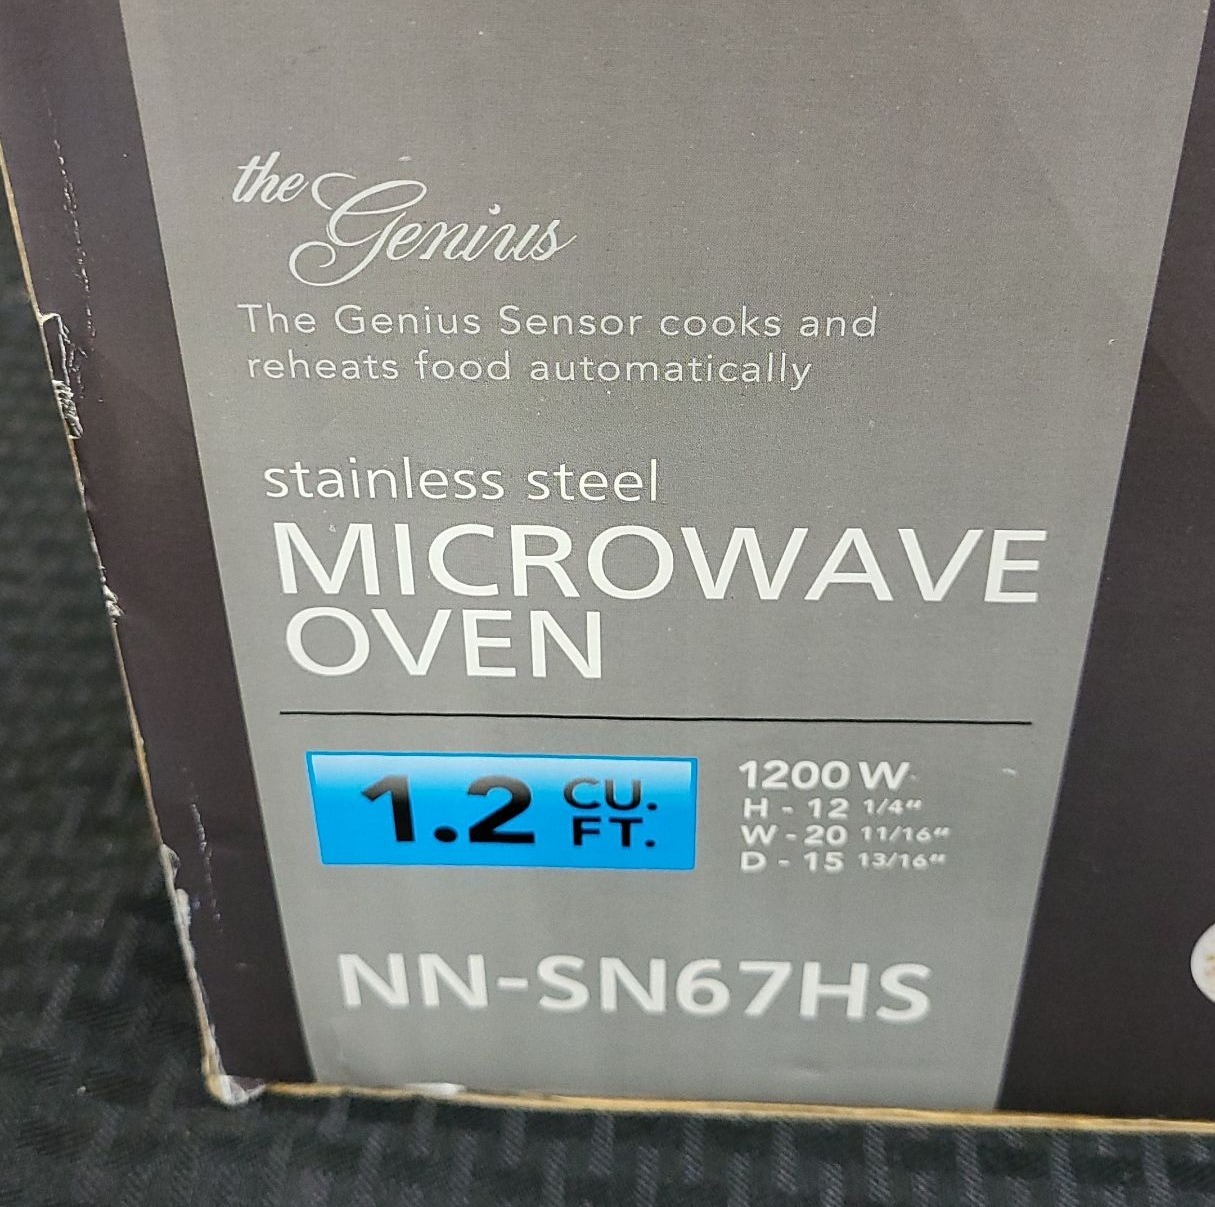 the Genius
The Genius Sensor cooks and
reheats food automatically
stainless steel
MICROWAVE
OVEN
1.2 CU. FT.
1200 W
H - 12 1/4"
W - 20 11/16"
D - 15 13/16"
NN-SN67HS